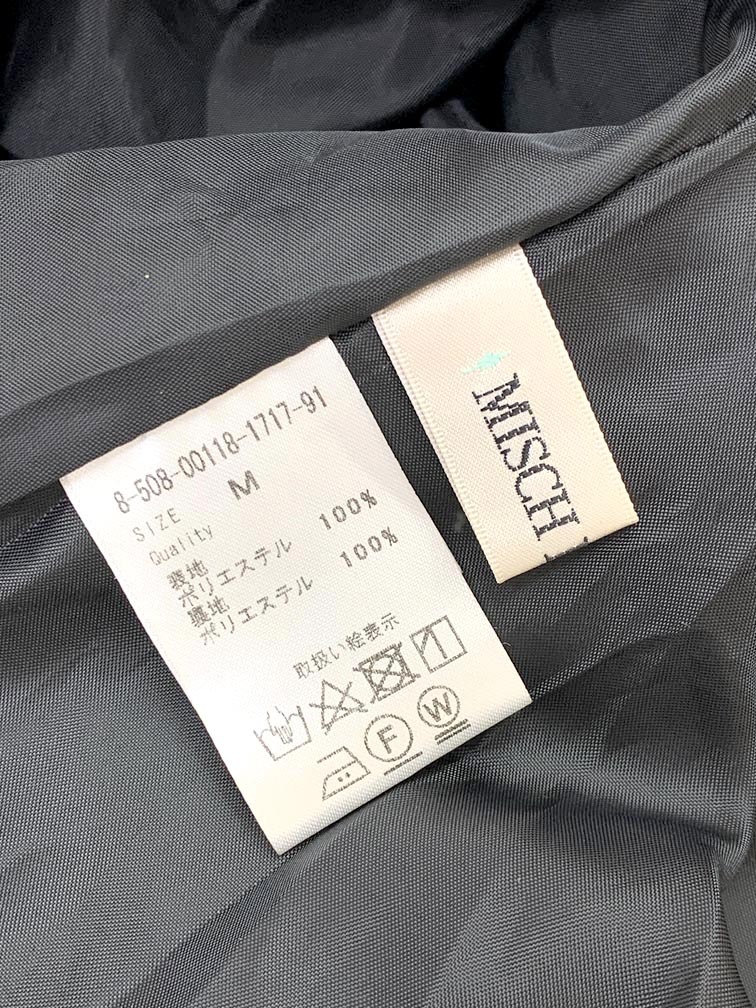 8-508-00118-1717-91
SIZE M
Quality
表地
ポリエステル 100%
裏地
ポリエステル 100%
取扱い絵表示
F
W
MISCH